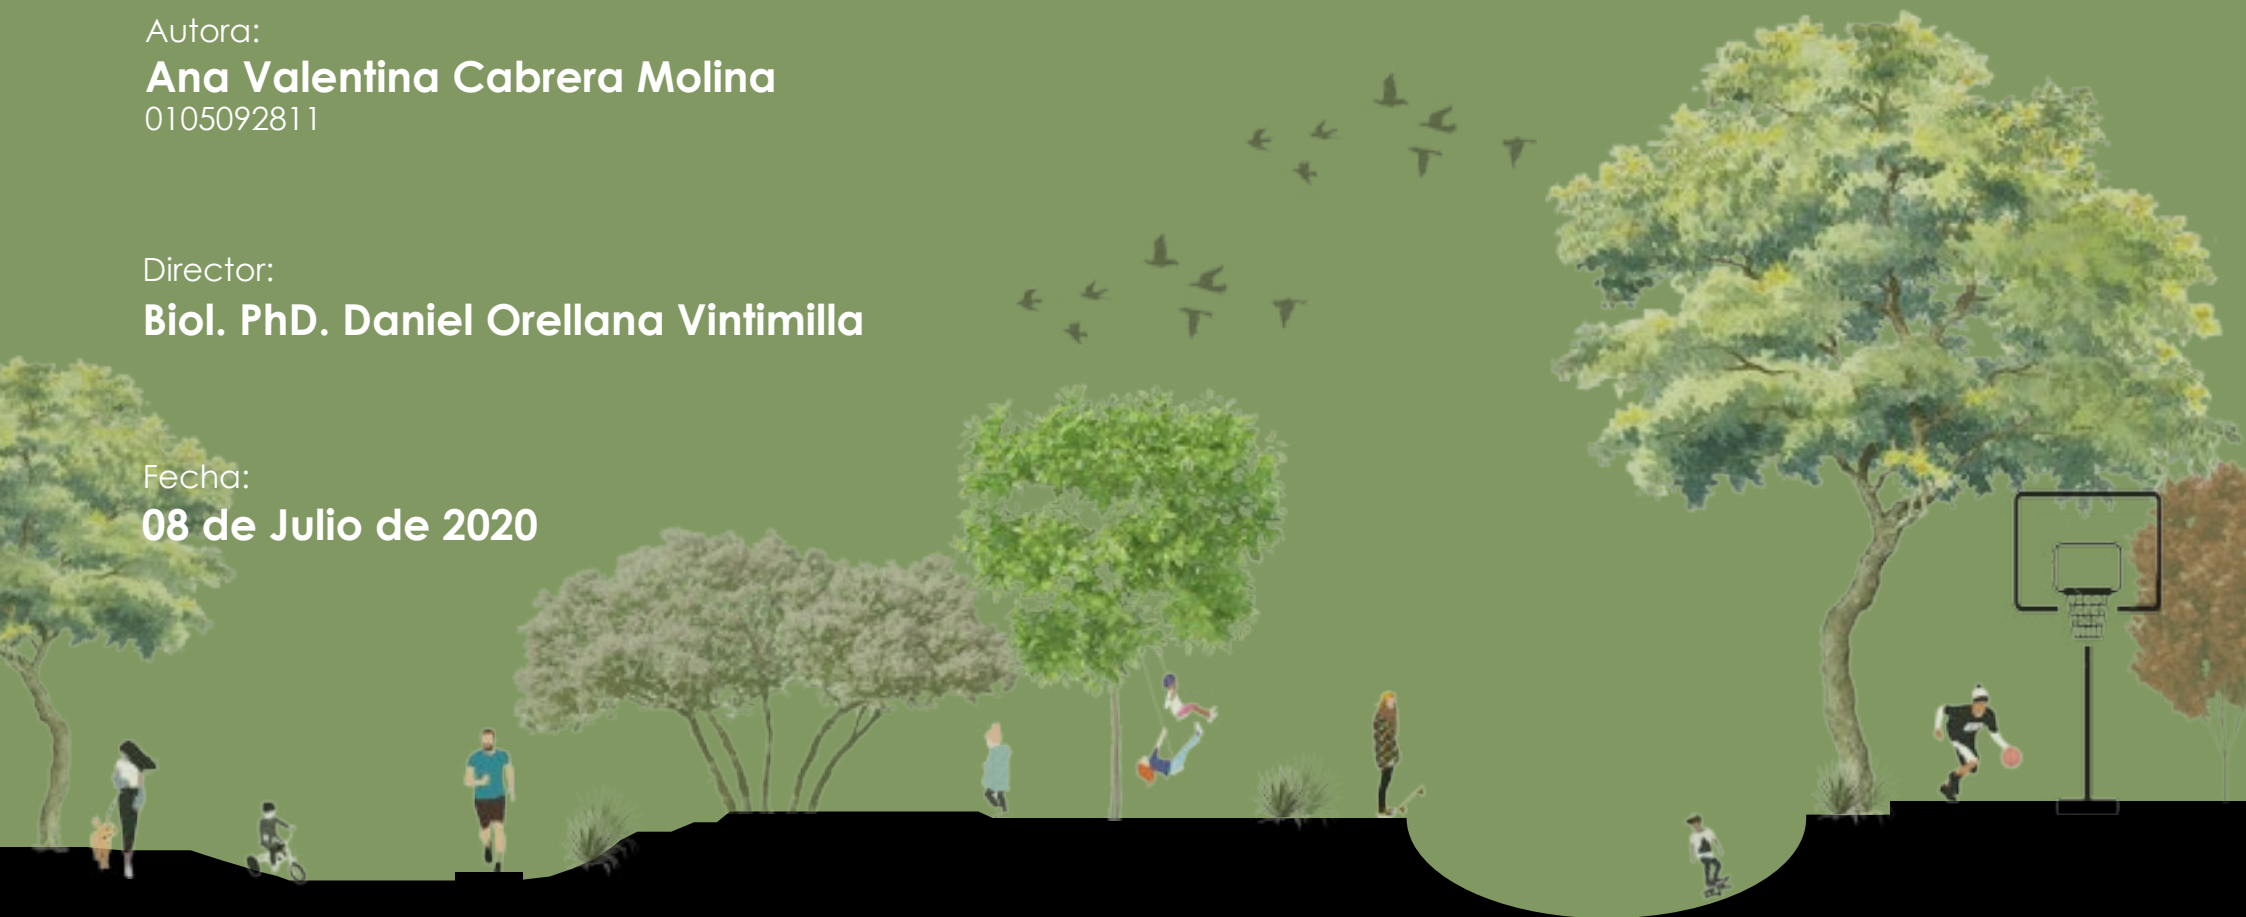 Autora:
Ana Valentina Cabrera Molina
0105092811
Director:
Biol. PhD. Daniel Orellana Vintimilla
Fecha:
08 de Julio de 2020